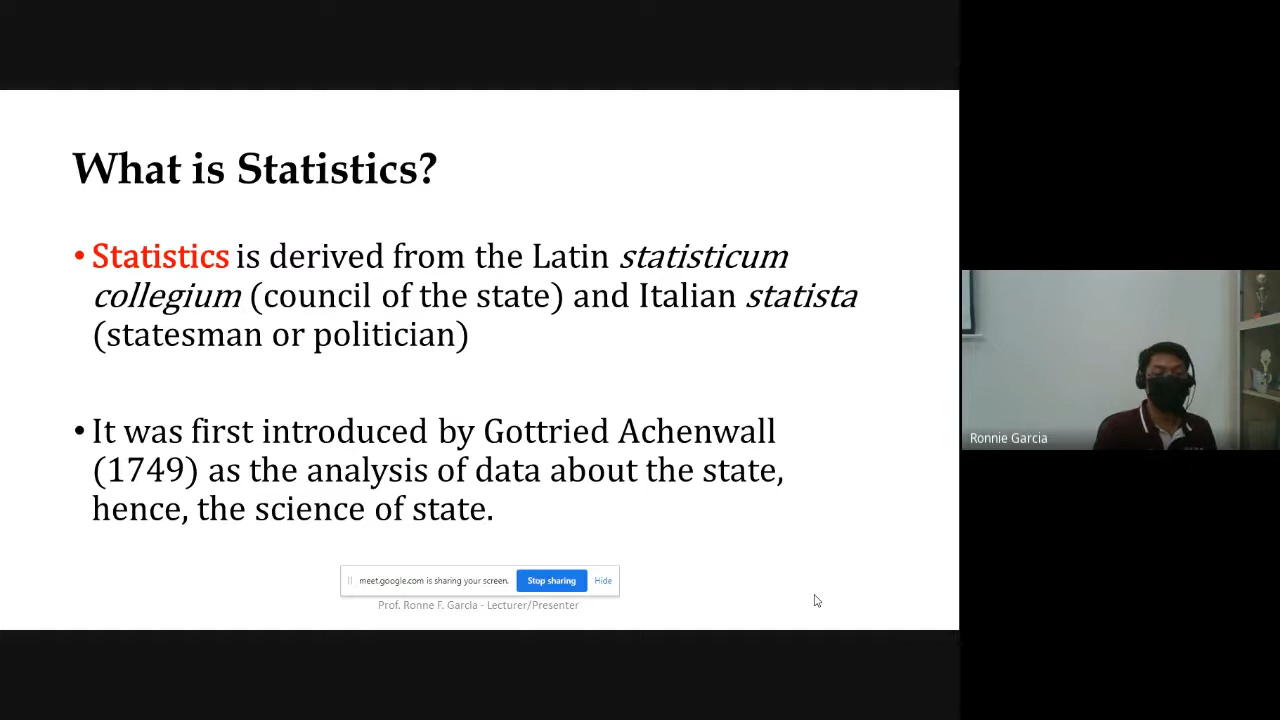 What is Statistics?
• Statistics is derived from the Latin statisticum
collegium (council of the state) and Italian statista
(statesman or politician)
• It was first introduced by Gottried Achenwall
(1749) as the analysis of data about the state,
hence, the science of state.
meet.google.com is sharing your screen. Stop sharing Hide
Prof. Ronne F. Garcia - Lecturer/Presenter
Ronnie Garcia